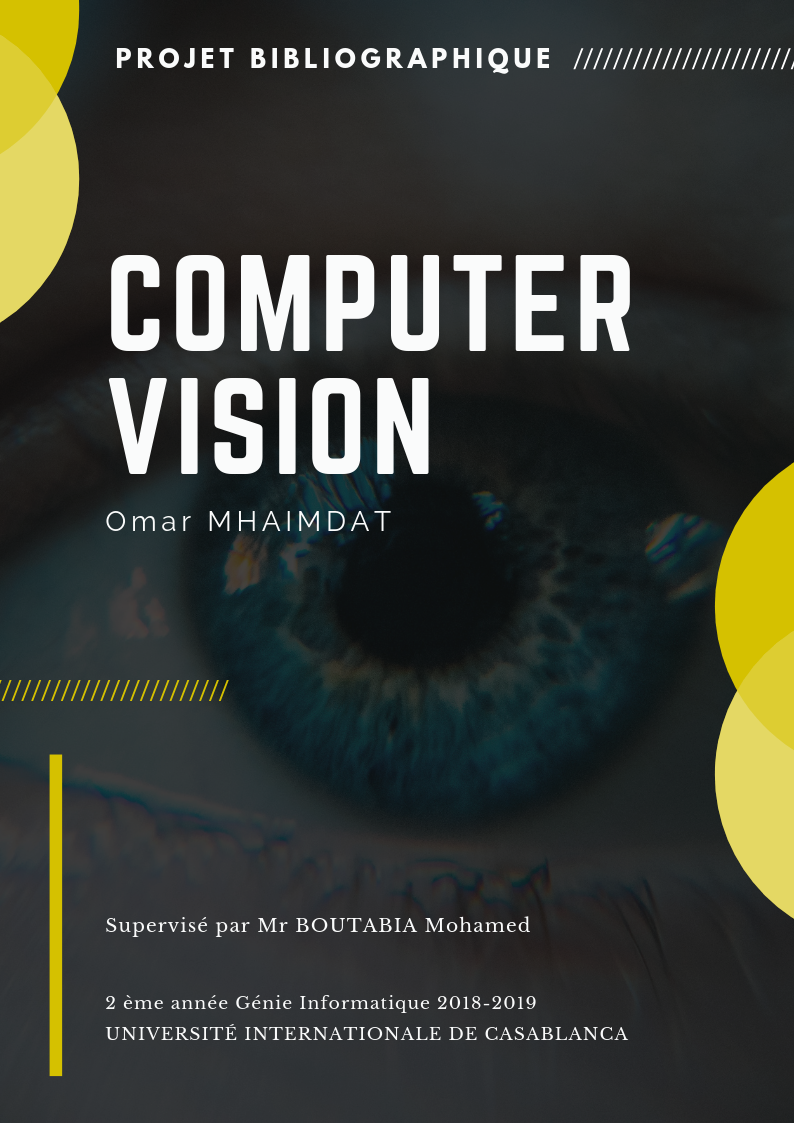 PROJET BIBLIOGRAPHIQUE
COMPUTER
VISION
Omar MHAIMDAT
Supervisé par Mr BOUTABIA Mohamed
2 ème année Génie Informatique 2018-2019
UNIVERSITÉ INTERNATIONALE DE CASABLANCA